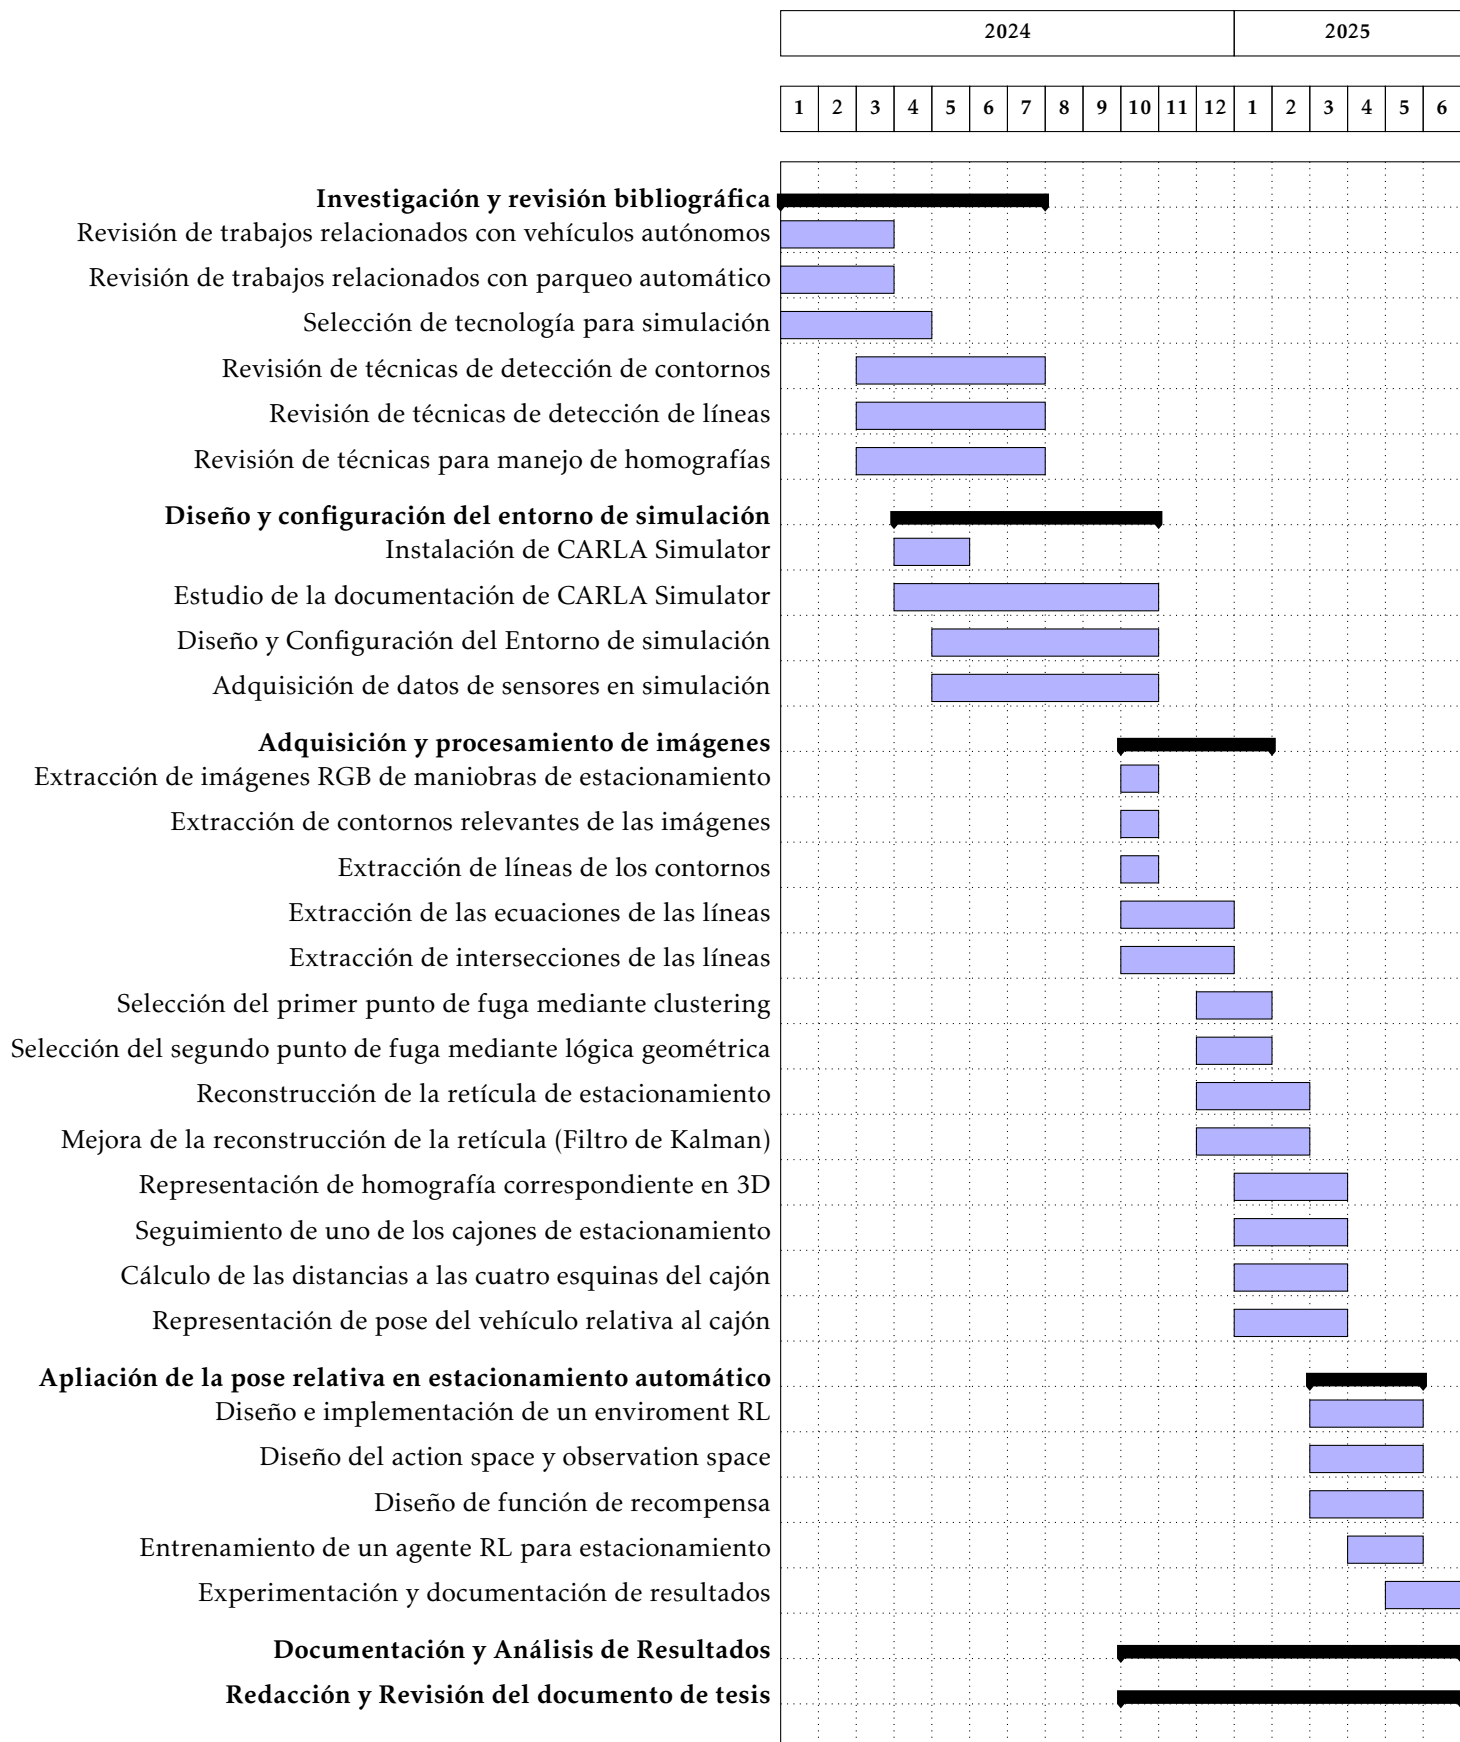 2024 2025
1 2 3 4 5 6 7 8 9 10 11 12 1 2 3 4 5 6
Investigación y revisión bibliográfica
Revisión de trabajos relacionados con vehículos autónomos
Revisión de trabajos relacionados con parqueo automático
Selección de tecnología para simulación
Revisión de técnicas de detección de contornos
Revisión de técnicas de detección de líneas
Revisión de técnicas para manejo de homografías
Diseño y configuración del entorno de simulación
Instalación de CARLA Simulator
Estudio de la documentación de CARLA Simulator
Diseño y Configuración del Entorno de simulación
Adquisición de datos de sensores en simulación
Adquisición y procesamiento de imágenes
Extracción de imágenes RGB de maniobras de estacionamiento
Extracción de contornos relevantes de las imágenes
Extracción de líneas de los contornos
Extracción de las ecuaciones de las líneas
Extracción de intersecciones de las líneas
Selección del primer punto de fuga mediante clustering
Selección del segundo punto de fuga mediante lógica geométrica
Reconstrucción de la retícula de estacionamiento
Mejora de la reconstrucción de la retícula (Filtro de Kalman)
Representación de homografía correspondiente en 3D
Seguimiento de uno de los cajones de estacionamiento
Cálculo de las distancias a las cuatro esquinas del cajón
Representación de pose del vehículo relativa al cajón
Apliación de la pose relativa en estacionamiento automático
Diseño e implementación de un enviroment RL
Diseño del action space y observation space
Diseño de función de recompensa
Entrenamiento de un agente RL para estacionamiento
Experimentación y documentación de resultados
Documentación y Análisis de Resultados
Redacción y Revisión del documento de tesis